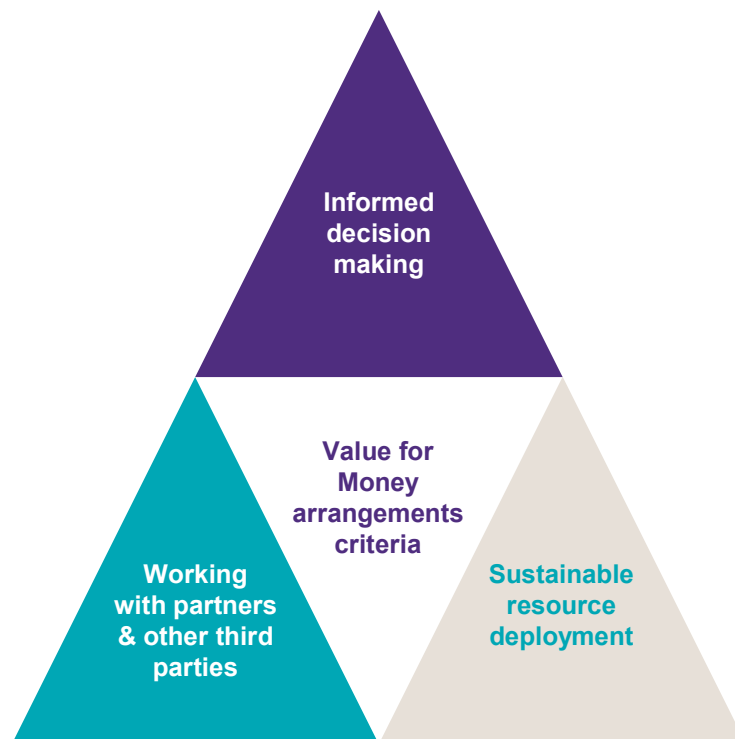 Informed
decision
making
Value for
Money
arrangements
criteria
Working
with partners
& other third
parties
Sustainable
resource
deployment